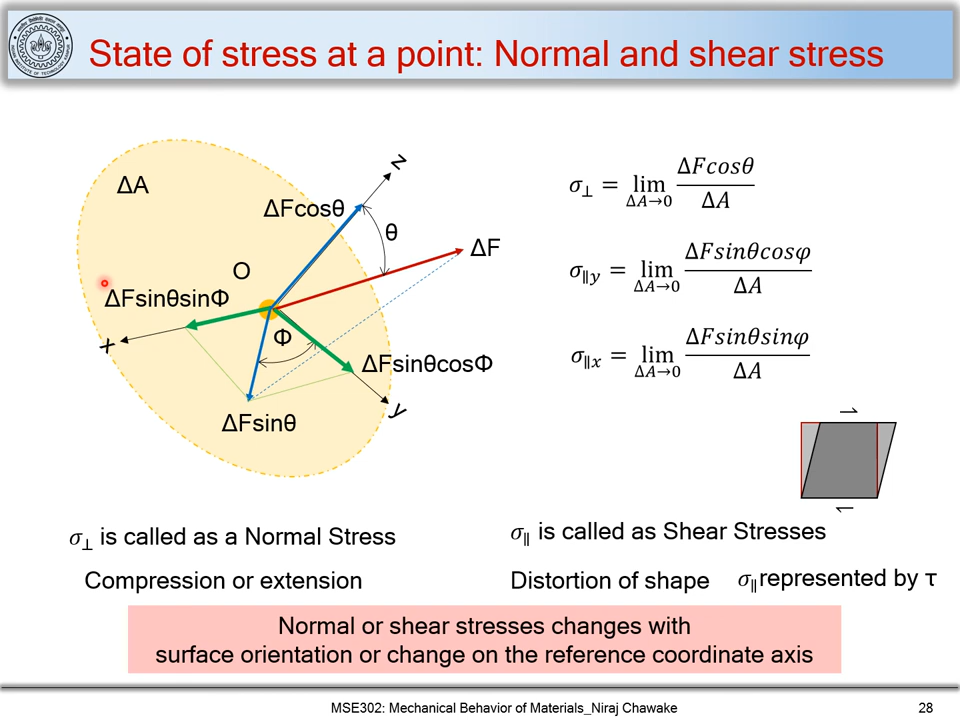 State of stress at a point: Normal and shear stress
ΔA
z
ΔFcosθ
θ
ΔF
O
ΔFsinθsinΦ
x
Φ
ΔFsinθcosΦ
y
ΔFsinθ
σ⊥ = lim ΔA→0 ΔFcosθ / ΔA
σ∥y = lim ΔA→0 ΔFsinθcosφ / ΔA
σ∥x = lim ΔA→0 ΔFsinθsinφ / ΔA
σ⊥ is called as a Normal Stress
Compression or extension
σ∥ is called as Shear Stresses
Distortion of shape
σ∥ represented by τ
Normal or shear stresses changes with
surface orientation or change on the reference coordinate axis
MSE302: Mechanical Behavior of Materials_Niraj Chawake
28